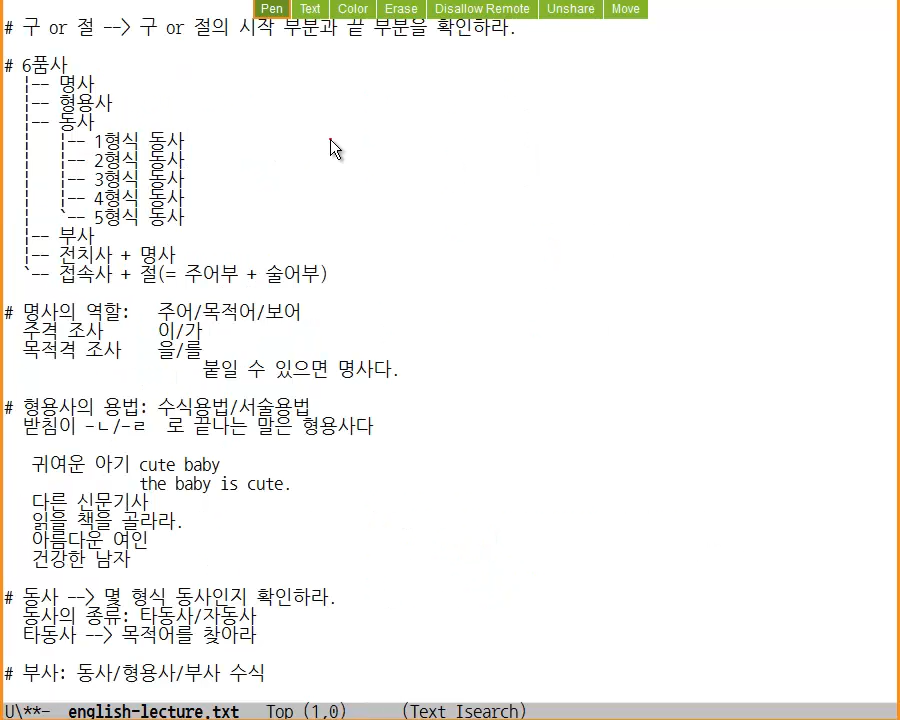 Pen Text Color Erase Disallow Remote Unshare Move
# 구 or 절 --> 구 or 절의 시작 부분과 끝 부분을 확인하라.
# 6품사
|-- 명사
|-- 형용사
|-- 동사
| |-- 1형식 동사
| |-- 2형식 동사
| |-- 3형식 동사
| |-- 4형식 동사
| `-- 5형식 동사
|-- 부사
|-- 전치사 + 명사
`-- 접속사 + 절(= 주어부 + 술어부)
# 명사의 역할: 주어/목적어/보어
주격 조사 이/가
목적격 조사 을/를
붙일 수 있으면 명사다.
# 형용사의 용법: 수식용법/서술용법
받침이 -ㄴ/-ㄹ 로 끝나는 말은 형용사다
귀여운 아기 cute baby
the baby is cute.
다른 신문기사
읽을 책을 골라라.
아름다운 여인
건강한 남자
# 동사 --> 몇 형식 동사인지 확인하라.
동사의 종류: 타동사/자동사
타동사 --> 목적어를 찾아라
# 부사: 동사/형용사/부사 수식
U\**- english-lecture.txt Top (1,0) (Text Isearch)